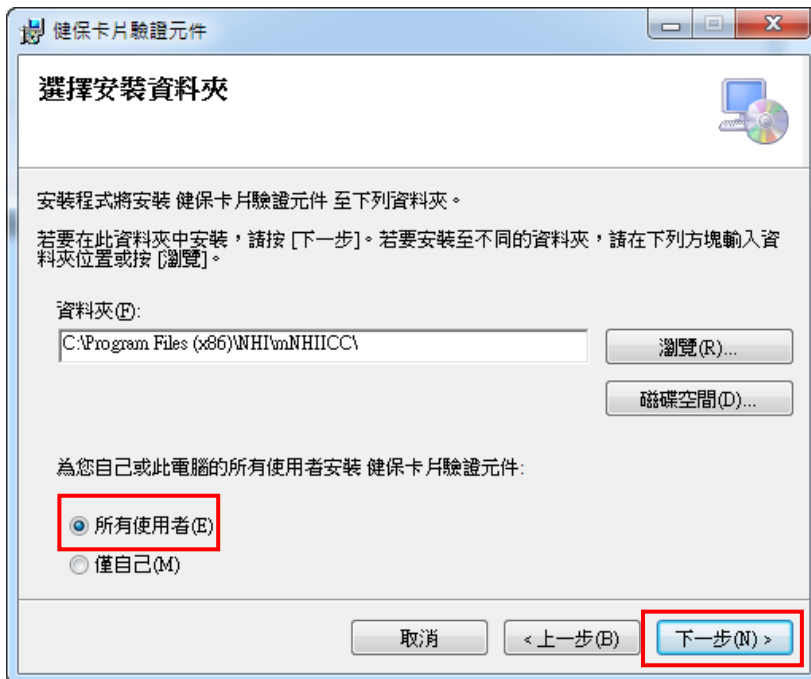 健保卡片驗證元件
選擇安裝資料夾
安裝程式將安裝 健保卡片驗證元件 至下列資料夾。
若要在此資料夾中安裝，請按 [下一步]。若要安裝至不同的資料夾，請在下列方塊輸入資
料夾位置或按 [瀏覽]。
資料夾(F):
C:\Program Files (x86)\NHI\mNHIICC\
瀏覽(R)...
磁碟空間(D)...
為您自己或此電腦的所有使用者安裝 健保卡片驗證元件:
所有使用者(E)
僅自己(M)
取消
< 上一步(B)
下一步(N) >